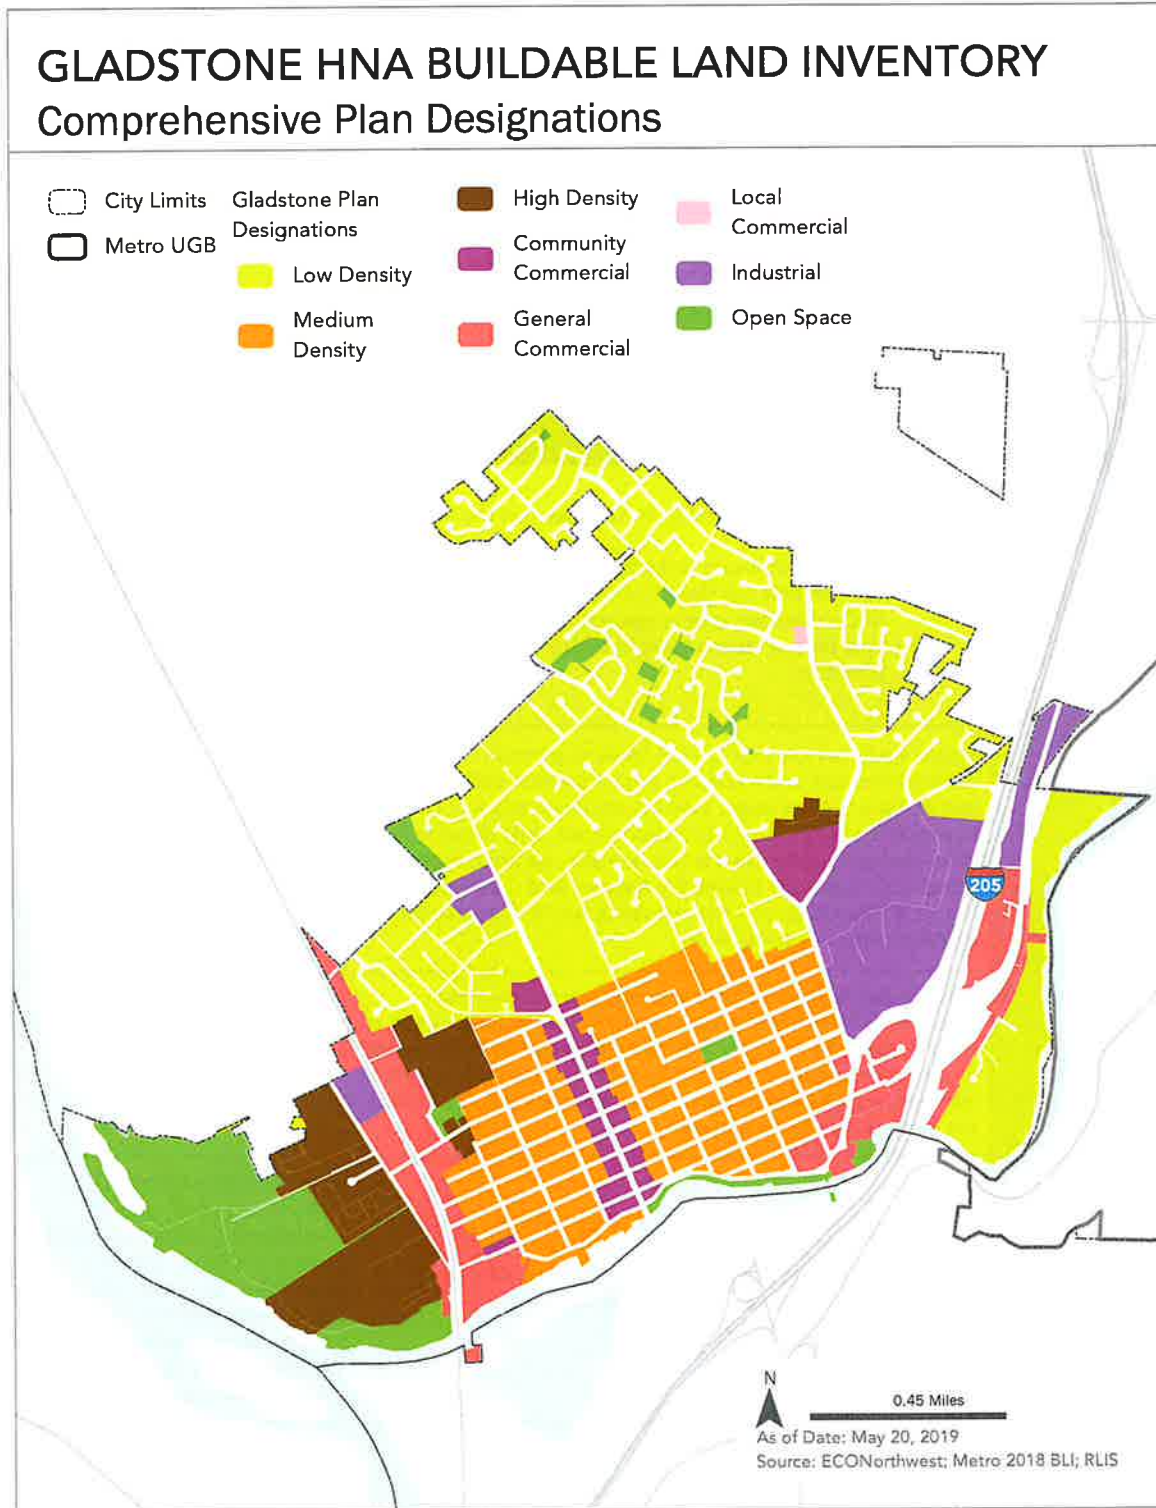 GLADSTONE HNA BUILDABLE LAND INVENTORY
Comprehensive Plan Designations
City Limits
Metro UGB
Gladstone Plan
Designations
Low Density
Medium
Density
High Density
Community
Commercial
General
Commercial
Local
Commercial
Industrial
Open Space
205
N
0.45 Miles
As of Date: May 20, 2019
Source: ECONorthwest; Metro 2018 BLI; RLIS